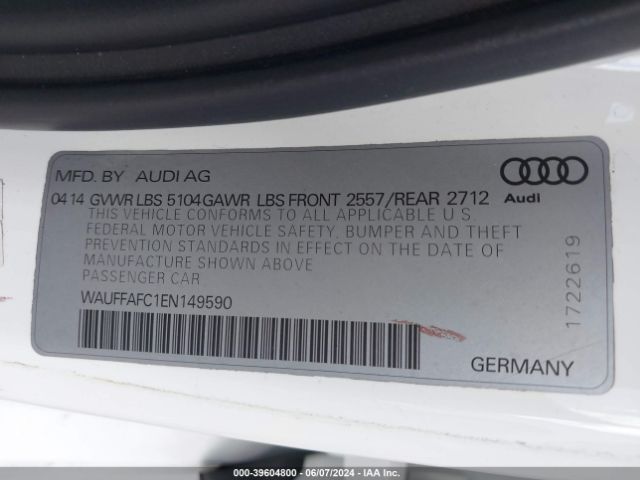 MFD. BY AUDI AG
04 14 GVWR LBS 5104 GAWR LBS FRONT 2557/REAR 2712
THIS VEHICLE CONFORMS TO ALL APPLICABLE U S
FEDERAL MOTOR VEHICLE SAFETY, BUMPER AND THEFT
PREVENTION STANDARDS IN EFFECT ON THE DATE OF
MANUFACTURE SHOWN ABOVE
PASSENGER CAR
WAUFFAFC1EN149590
Audi
1722619
GERMANY
000-39604800 - 06/07/2024 - IAA Inc.